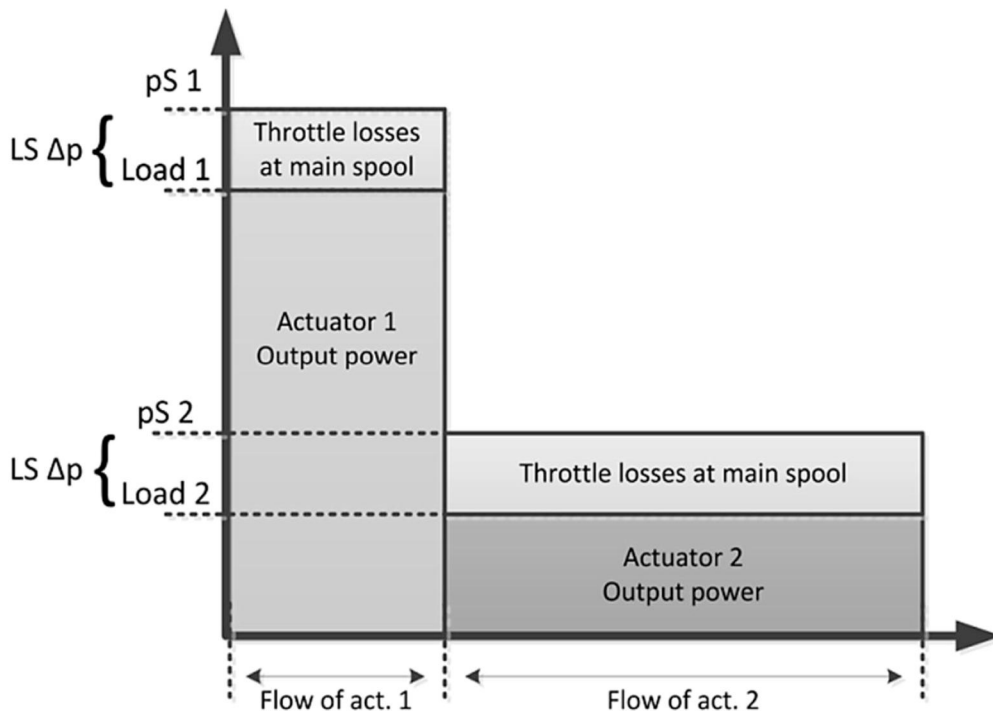 pS 1
LS Δp {
Load 1
Throttle losses
at main spool
Actuator 1
Output power
pS 2
LS Δp {
Load 2
Throttle losses at main spool
Actuator 2
Output power
Flow of act. 1
Flow of act. 2